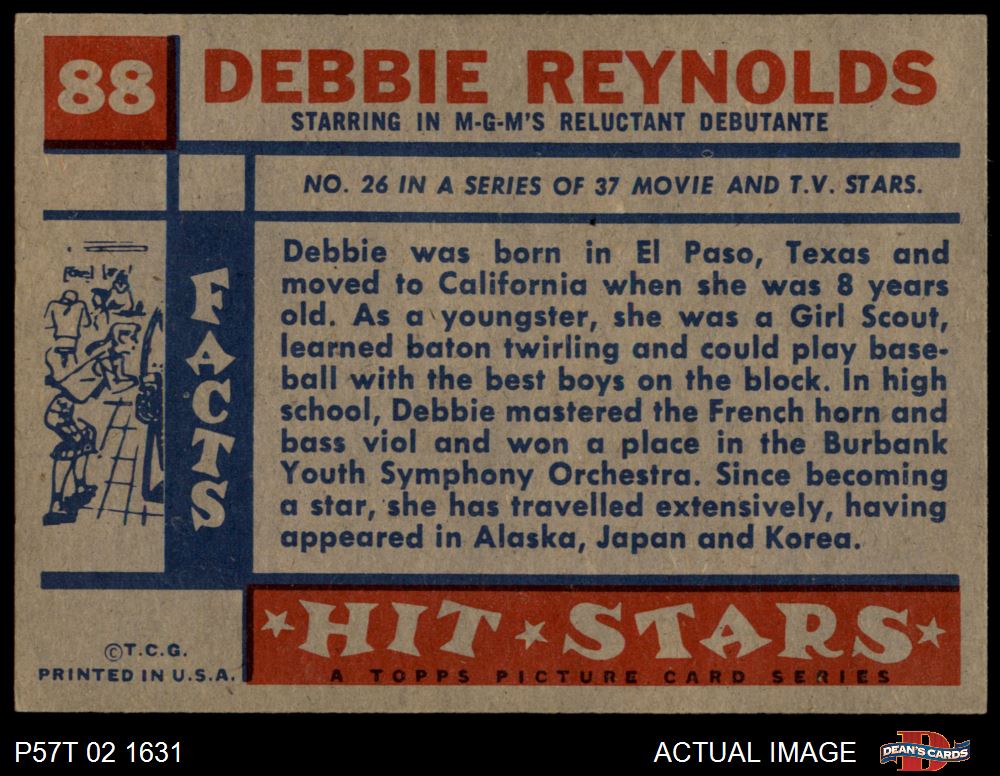 88
DEBBIE REYNOLDS
STARRING IN M-G-M'S RELUCTANT DEBUTANTE
NO. 26 IN A SERIES OF 37 MOVIE AND T.V. STARS.
FACTS
Debbie was born in El Paso, Texas and
moved to California when she was 8 years
old. As a youngster, she was a Girl Scout,
learned baton twirling and could play base-
ball with the best boys on the block. In high
school, Debbie mastered the French horn and
bass viol and won a place in the Burbank
Youth Symphony Orchestra. Since becoming
a star, she has travelled extensively, having
appeared in Alaska, Japan and Korea.
©T.C.G.
PRINTED IN U.S.A.
HIT STARS
A TOPPS PICTURE CARD SERIES
P57T 02 1631
ACTUAL IMAGE
DEAN'S CARDS